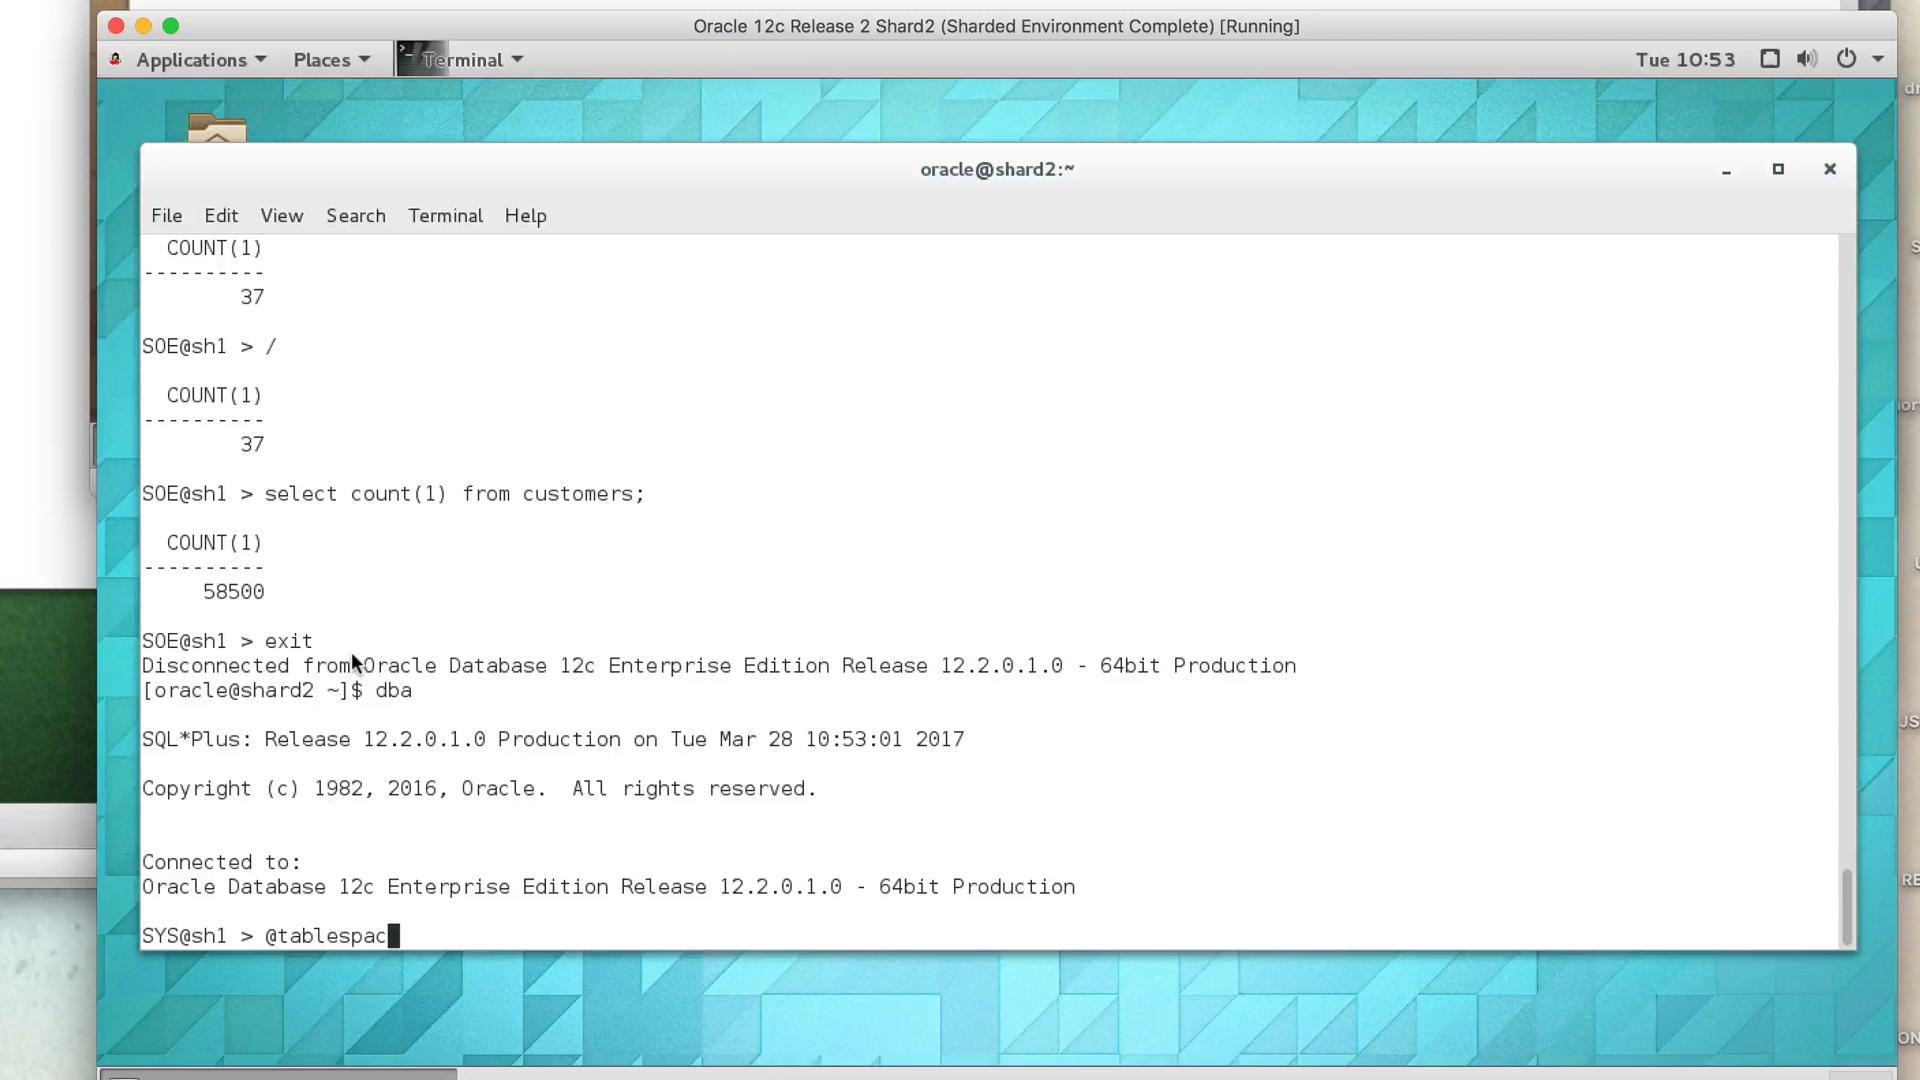 Oracle 12c Release 2 Shard2 (Sharded Environment Complete) [Running]
Applications Places Terminal Tue 10:53
oracle@shard2:~
File Edit View Search Terminal Help
COUNT(1)
----------
37
SOE@sh1 > /
COUNT(1)
----------
37
SOE@sh1 > select count(1) from customers;
COUNT(1)
----------
58500
SOE@sh1 > exit
Disconnected from Oracle Database 12c Enterprise Edition Release 12.2.0.1.0 - 64bit Production
[oracle@shard2 ~]$ dba
SQL*Plus: Release 12.2.0.1.0 Production on Tue Mar 28 10:53:01 2017
Copyright (c) 1982, 2016, Oracle.  All rights reserved.
Connected to:
Oracle Database 12c Enterprise Edition Release 12.2.0.1.0 - 64bit Production
SYS@sh1 > @tablespac